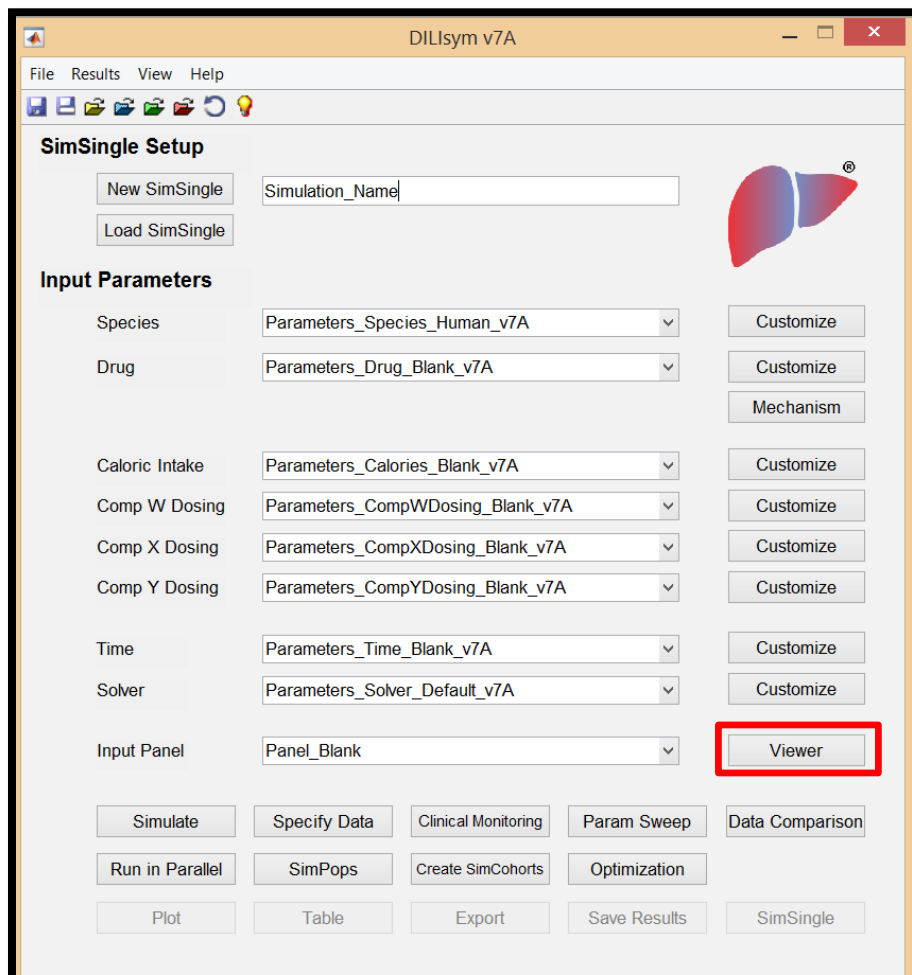 DILIsym v7A
File Results View Help
SimSingle Setup
New SimSingle Simulation_Name
Load SimSingle
®
Input Parameters
Species Parameters_Species_Human_v7A Customize
Drug Parameters_Drug_Blank_v7A Customize
Mechanism
Caloric Intake Parameters_Calories_Blank_v7A Customize
Comp W Dosing Parameters_CompWDosing_Blank_v7A Customize
Comp X Dosing Parameters_CompXDosing_Blank_v7A Customize
Comp Y Dosing Parameters_CompYDosing_Blank_v7A Customize
Time Parameters_Time_Blank_v7A Customize
Solver Parameters_Solver_Default_v7A Customize
Input Panel Panel_Blank Viewer
Simulate Specify Data Clinical Monitoring Param Sweep Data Comparison
Run in Parallel SimPops Create SimCohorts Optimization
Plot Table Export Save Results SimSingle